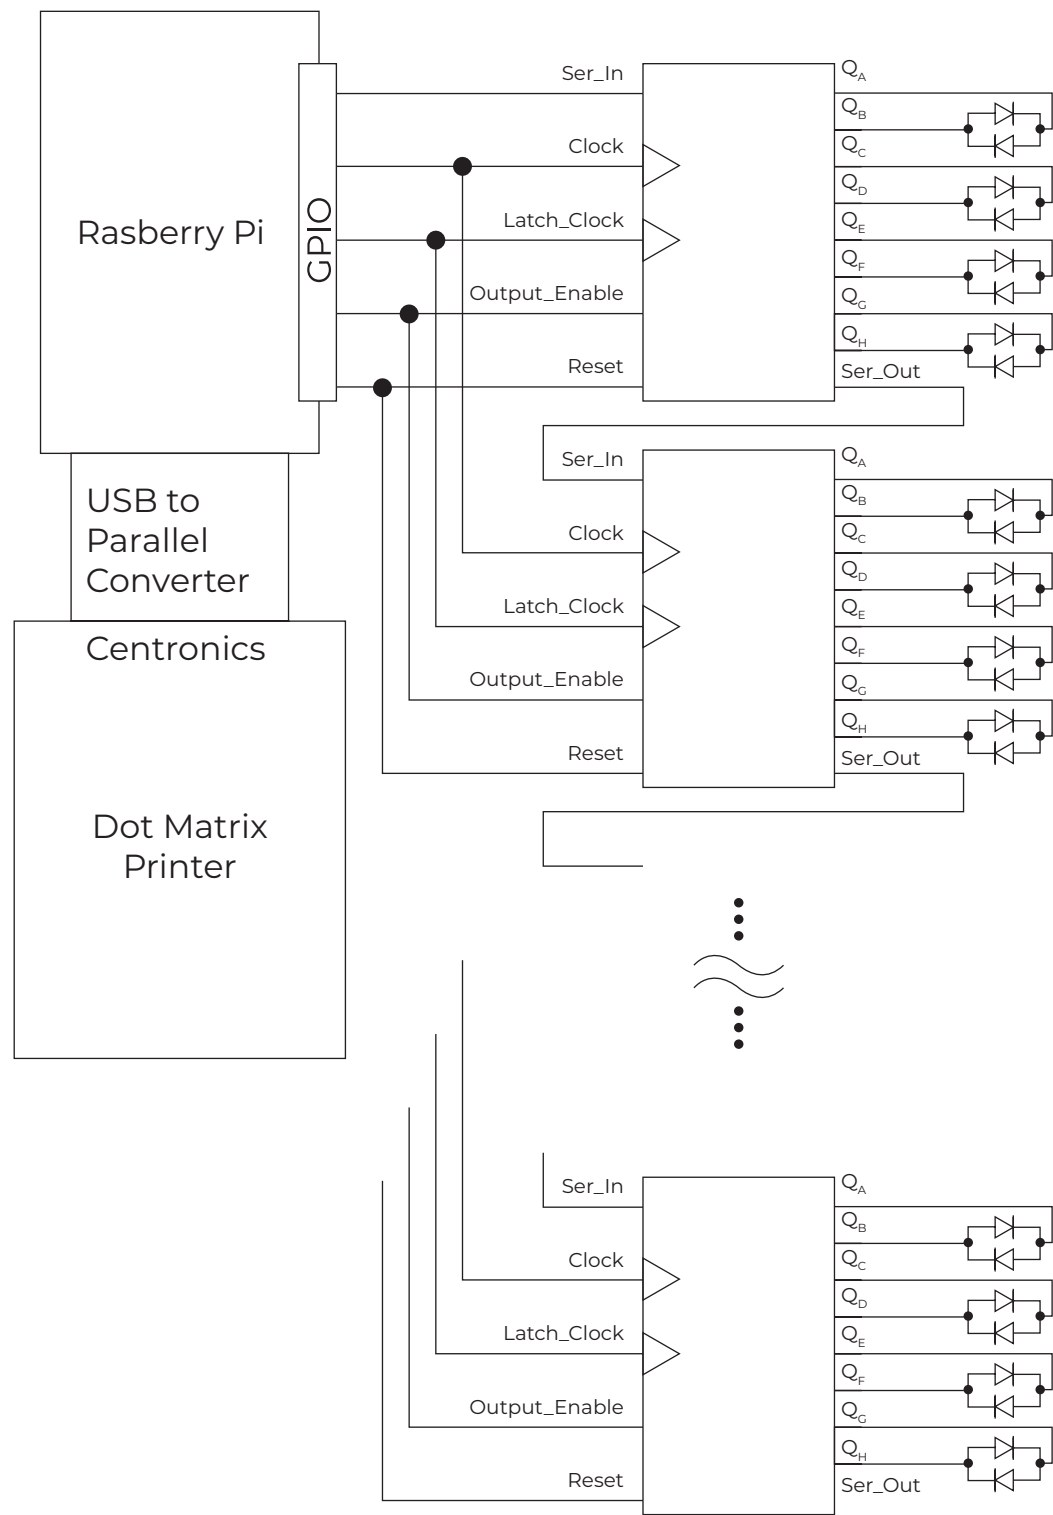 Rasberry Pi
GPIO
USB to
Parallel
Converter
Centronics
Dot Matrix
Printer
Ser_In
Clock
Latch_Clock
Output_Enable
Reset
QA
QB
QC
QD
QE
QF
QG
QH
Ser_Out
Ser_In
Clock
Latch_Clock
Output_Enable
Reset
QA
QB
QC
QD
QE
QF
QG
QH
Ser_Out
Ser_In
Clock
Latch_Clock
Output_Enable
Reset
QA
QB
QC
QD
QE
QF
QG
QH
Ser_Out